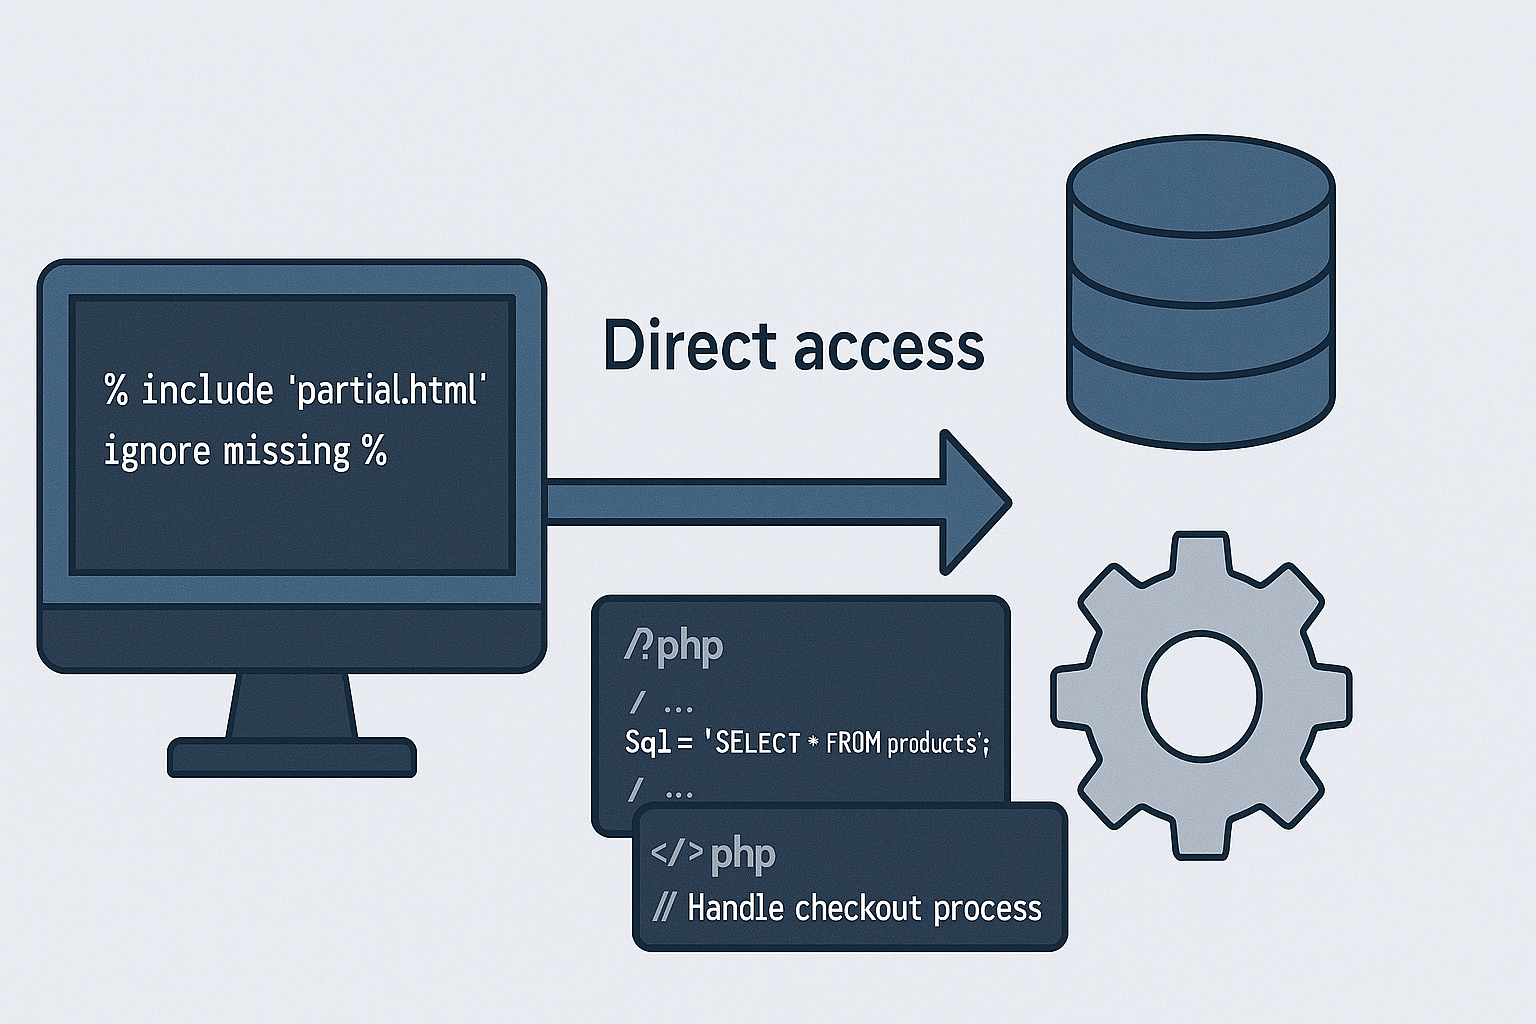 % include 'partial.html'
ignore missing %
Direct access
/?php
/ ...
Sql = 'SELECT * FROM products';
/ ...
</> php
// Handle checkout process